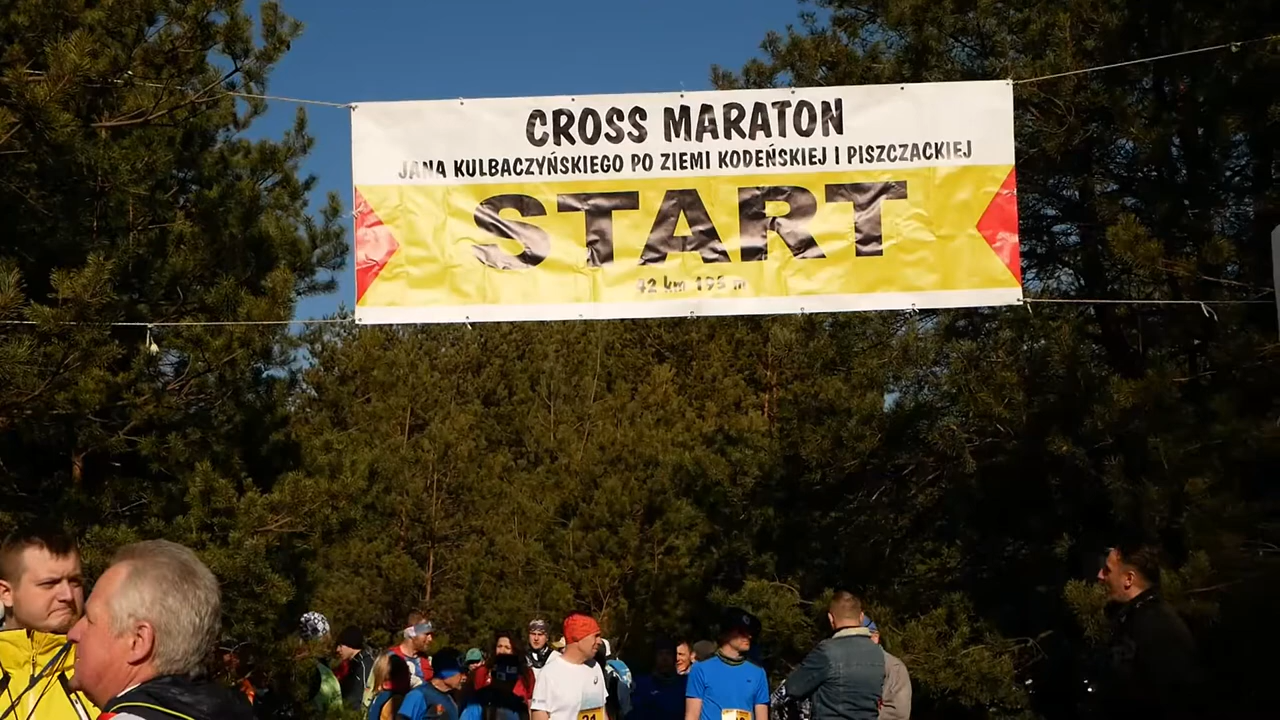 CROSS MARATON
JANA KULBACZYŃSKIEGO PO ZIEMI KODEŃSKIEJ I PISZCZACKIEJ
START
42 km 195 m